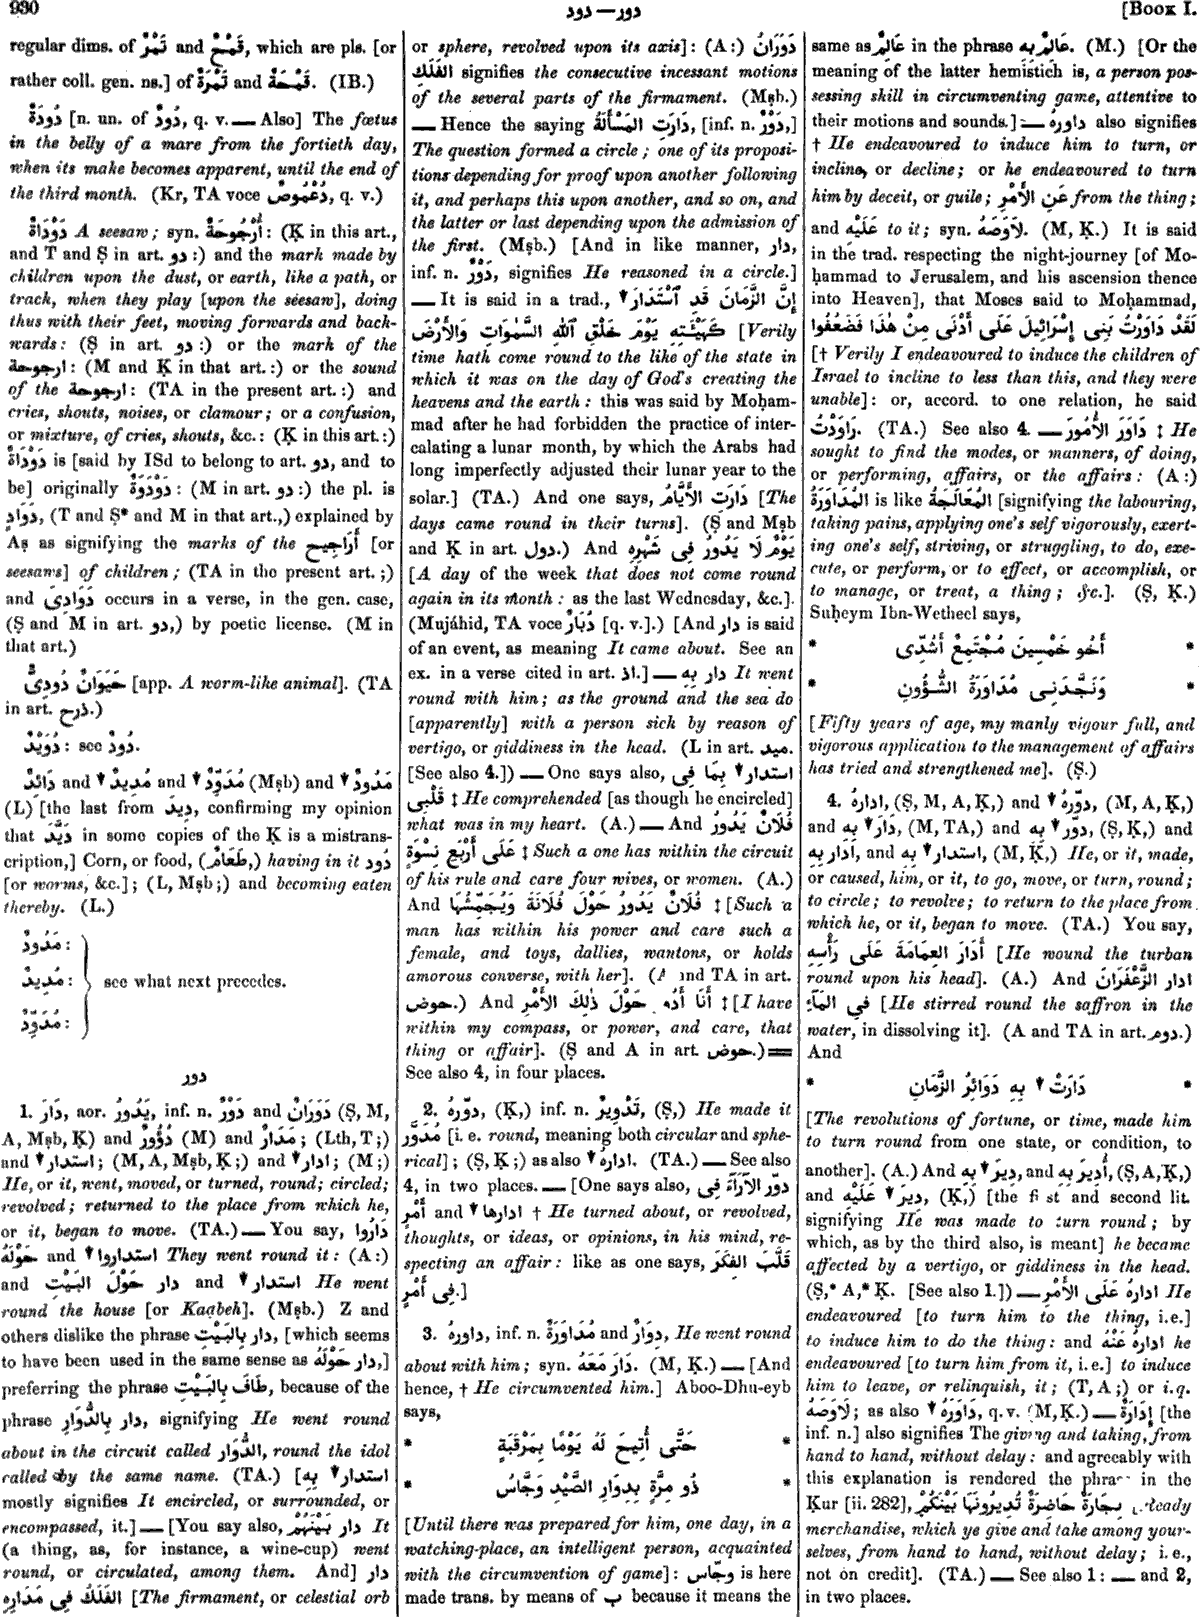 930
دور — دود
[BOOK I.
regular dims. of تَمْرٌ and قَمْحٌ, which are pls. [or
rather coll. gen. ns.] of تَمْرَةٌ and قَمْحَةٌ. (IB.)
دُودَةٌ [n. un. of دُودٌ, q. v. — Also] The fœtus
in the belly of a mare from the fortieth day,
when its make becomes apparent, until the end of
the third month. (Kr, TA voce دُعْمُوصٌ, q. v.)
دَوْدَاةٌ A seesaw; syn. أُرْجُوحَةٌ: (Ḳ in this art.,
and T and Ṣ in art. دو:) and the mark made by
children upon the dust, or earth, like a path, or
track, when they play [upon the seesaw], doing
thus with their feet, moving forwards and back-
wards: (Ṣ in art. دو:) or the mark of the
ارجوحة: (M and Ḳ in that art.:) or the sound
of the ارجوحة: (TA in the present art.:) and
cries, shouts, noises, or clamour; or a confusion,
or mixture, of cries, shouts, &c.: (Ḳ in this art.:)
دَوْدَاةٌ is [said by ISd to belong to art. دو, and to
be] originally دَوْدَوَةٌ: (M in art. دو:) the pl. is
دَوَادٍ, (T and Ṣ* and M in that art.,) explained by
Aṣ as signifying the marks of the أَرَاجِيح [or
seesaws] of children; (TA in the present art.;)
and دَوَادِىَ occurs in a verse, in the gen. case,
(Ṣ and M in art. دو,) by poetic license. (M in
that art.)
حَيَوَانٌ دُودِىٌّ [app. A worm-like animal]. (TA
in art. ذرح.)
دُوَيْدٌ: see دُودٌ.
دَائِدٌ and مُدِيدٌ▾ and مُدَوِّدٌ▾ (Mṣb) and مَدُودٌ▾
(L) [the last from دِيدَ, confirming my opinion
that دَيَّدَ in some copies of the Ḳ is a mistrans-
cription,] Corn, or food, (طَعَامٌ,) having in it دُود
[or worms, &c.]; (L, Mṣb;) and becoming eaten
thereby. (L.)
مَدُودٌ:
مُدِيدٌ: see what next precedes.
مُدَوِّدٌ:
دور
1. دَارَ, aor. يَدُورُ, inf. n. دَوْرٌ and دَوَرَانٌ (Ṣ, M,
A, Mṣb, Ḳ) and دُؤُورٌ (M) and مَدَارٌ; (Lth, T;)
and استدار▾; (M, A, Mṣb, Ḳ;) and ادار▾; (M;)
He, or it, went, moved, or turned, round; circled;
revolved; returned to the place from which he,
or it, began to move. (TA.) — You say, دَارُوا
حَوْلَهُ and استداروا▾ They went round it: (A:)
and دار حَوْلَ البَيْتِ and استدار▾ He went
round the house [or Kaạbeh]. (Mṣb.) Z and
others dislike the phrase دار بِالبَيْتِ, [which seems
to have been used in the same sense as دار حَوْلَهُ,]
preferring the phrase طَافَ بِالبَيْتِ, because of the
phrase دار بِالدُّوَارِ, signifying He went round
about in the circuit called الدُّوَار, round the idol
called by the same name. (TA.) [استدار▾ بِهِ
mostly signifies It encircled, or surrounded, or
encompassed, it.] — [You say also, دار بَيْنَهُمْ It
(a thing, as, for instance, a wine-cup) went
round, or circulated, among them. And] دار
الفَلَكُ فِى مَدَارِهِ [The firmament, or celestial orb
or sphere, revolved upon its axis]: (A:) دَوَرَانُ
الفَلَكِ signifies the consecutive incessant motions
of the several parts of the firmament. (Mṣb.)
— Hence the saying دَارَتِ المَسْأَلَةُ, [inf. n. دَوْرٌ,]
The question formed a circle; one of its proposi-
tions depending for proof upon another following
it, and perhaps this upon another, and so on, and
the latter or last depending upon the admission of
the first. (Mṣb.) [And in like manner, دار,
inf. n. دَوْرٌ, signifies He reasoned in a circle.]
— It is said in a trad., إِنَّ الزَّمَانَ قَدِ ٱسْتَدَارَ▾
كَهَيْئَتِهِ يَوْمَ خَلْقِ ٱللّٰهِ السَّمٰوَاتِ وَالأَرْضَ [Verily
time hath come round to the like of the state in
which it was on the day of God's creating the
heavens and the earth: this was said by Moḥam-
mad after he had forbidden the practice of inter-
calating a lunar month, by which the Arabs had
long imperfectly adjusted their lunar year to the
solar.] (TA.) And one says, دَارَتِ الأَيَّامُ [The
days came round in their turns]. (Ṣ and Mṣb
and Ḳ in art. دول.) And يَوْمٌ لَا يَدُورُ فِى شَهْرِهِ
[A day of the week that does not come round
again in its month: as the last Wednesday, &c.].
(Mujáhid, TA voce دُبَارٌ [q. v.].) [And دار is said
of an event, as meaning It came about. See an
ex. in a verse cited in art. اذ.] — دار بِهِ It went
round with him; as the ground and the sea do
[apparently] with a person sick by reason of
vertigo, or giddiness in the head. (L in art. ميد.
[See also 4.]) — One says also, استدار▾ بِمَا فِى
قَلْبِى ‡ He comprehended [as though he encircled]
what was in my heart. (A.) — And فُلَانٌ يَدُورُ
عَلَى أَرْبَعِ نِسْوَةٍ ‡ Such a one has within the circuit
of his rule and care four wives, or women. (A.)
And فُلَانٌ يَدُورُ حَوْلَ فُلَانَةَ وَيُجَمِّشُهَا ‡ [Such a
man has within his power and care such a
female, and toys, dallies, wantons, or holds
amorous converse, with her]. (A and TA in art.
حوض.) And أَنَا أَدُورُ حَوْلَ ذٰلِكَ الأَمْرِ ‡ [I have
within my compass, or power, and care, that
thing or affair]. (Ṣ and A in art. حوض.) =
See also 4, in four places.
2. دوّرهُ, (Ḳ,) inf. n. تَدْوِيرٌ, (Ṣ,) He made it
مُدَوَّر [i. e. round, meaning both circular and sphe-
rical]; (Ṣ, Ḳ;) as also ادارهُ▾. (TA.) — See also
4, in two places. — [One says also, دوّر الآرَآءَ فِى
أَمْرٍ and ادارها▾ † He turned about, or revolved,
thoughts, or ideas, or opinions, in his mind, re-
specting an affair: like as one says, قَلَّبَ الفِكَرَ
فِى أَمْرٍ.]
3. داورهُ, inf. n. مُدَاوَرَةٌ and دِوَارٌ, He went round
about with him; syn. دَارَ مَعَهُ. (M, Ḳ.) — [And
hence, † He circumvented him.] Aboo-Dhu-eyb
says,
* حَتَّى أُتِيحَ لَهُ يَوْمًا بِمَرْقَبَةٍ *
* ذُو مِرَّةٍ بِدِوَارِ الصَّيْدِ وَجَّاسُ *
[Until there was prepared for him, one day, in a
watching-place, an intelligent person, acquainted
with the circumvention of game]: وجّاس is here
made trans. by means of ب because it means the
same as عَالِمٌ in the phrase عَالِمٌ بِهِ. (M.) [Or the
meaning of the latter hemistich is, a person pos-
sessing skill in circumventing game, attentive to
their motions and sounds.] — داورهُ also signifies
† He endeavoured to induce him to turn, or
incline, or decline; or he endeavoured to turn
him by deceit, or guile; عَنِ الأَمْرِ from the thing;
and عَلَيْهِ to it; syn. لَاوَصَهُ. (M, Ḳ.) It is said
in the trad. respecting the night-journey [of Mo-
ḥammad to Jerusalem, and his ascension thence
into Heaven], that Moses said to Moḥammad,
لَقَدْ دَاوَرْتُ بَنِى إِسْرَائِيلَ عَلَى أَدْنَى مِنْ هٰذَا فَضَعُفُوا
[† Verily I endeavoured to induce the children of
Israel to incline to less than this, and they were
unable]: or, accord. to one relation, he said
رَاوَدْتُ. (TA.) See also 4. — دَاوَرَ الأُمُورَ ‡ He
sought to find the modes, or manners, of doing,
or performing, affairs, or the affairs: (A:)
المُدَاوَرَةُ is like المُعَالَجَةُ [signifying the labouring,
taking pains, applying one's self vigorously, exert-
ing one's self, striving, or struggling, to do, exe-
cute, or perform, or to effect, or accomplish, or
to manage, or treat, a thing; &c.]. (Ṣ, Ḳ.)
Suḥeym Ibn-Wetheel says,
* أَخُو خَمْسِينَ مُجْتَمِعٌ أَشُدِّى *
* وَنَجَّدَنِى مُدَاوَرَةُ الشُّؤُونِ *
[Fifty years of age, my manly vigour full, and
vigorous application to the management of affairs
has tried and strengthened me]. (Ṣ.)
4. ادارهُ, (Ṣ, M, A, Ḳ,) and دوّرهُ▾, (M, A, Ḳ,)
and دَارَ▾ بِهِ, (M, TA,) and دوّر▾ بِهِ, (Ṣ, Ḳ,) and
ادار بِهِ, and استدار▾ بِهِ, (M, Ḳ,) He, or it, made,
or caused, him, or it, to go, move, or turn, round;
to circle; to revolve; to return to the place from
which he, or it, began to move. (TA.) You say,
أَدَارَ العِمَامَةَ عَلَى رَأْسِهِ [He wound the turban
round upon his head]. (A.) And ادار الزَّعْفَرَانَ
فِى المَآءِ [He stirred round the saffron in the
water, in dissolving it]. (A and TA in art. دوم.)
And
* دَارَتْ▾ بِهِ دَوَائِرُ الزَّمَانِ *
[The revolutions of fortune, or time, made him
to turn round from one state, or condition, to
another]. (A.) And دِيرَ▾ بِهِ, and أُدِيرَ بِهِ, (Ṣ, A, Ḳ,)
and دِيرَ▾ عَلَيْهِ, (Ḳ,) [the first and second lit.
signifying He was made to turn round; by
which, as by the third also, is meant] he became
affected by a vertigo, or giddiness in the head.
(Ṣ,* A,* Ḳ. [See also 1.]) — ادارهُ عَلَى الأَمْرِ He
endeavoured [to turn him to the thing, i.e.]
to induce him to do the thing: and ادارهُ عَنْهُ he
endeavoured [to turn him from it, i.e.] to induce
him to leave, or relinquish, it; (T, A;) or i. q.
لَاوَصَهُ; as also دَاوَرَهُ▾, q. v. (M, Ḳ.) — إِدَارَةٌ [the
inf. n.] also signifies The giving and taking, from
hand to hand, without delay: and agreeably with
this explanation is rendered the phrase in the
Ḳur [ii. 282], تِجَارَةً حَاضِرَةً تُدِيرُونَهَا بَيْنَكُمْ Ready
merchandise, which ye give and take among your-
selves, from hand to hand, without delay; i. e.,
not on credit]. (TA.) — See also 1: — and 2,
in two places.